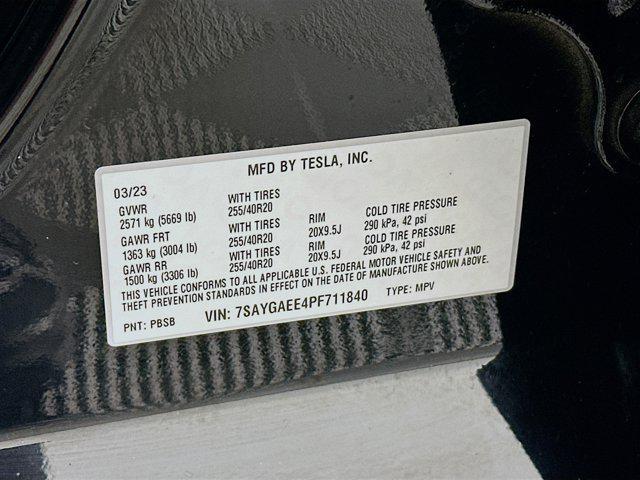 MFD BY TESLA, INC.
03/23
GVWR WITH TIRES
2571 kg (5669 lb) 255/40R20 RIM COLD TIRE PRESSURE
GAWR FRT WITH TIRES 20X9.5J 290 kPa, 42 psi
1363 kg (3004 lb) 255/40R20 RIM COLD TIRE PRESSURE
GAWR RR WITH TIRES 20X9.5J 290 kPa, 42 psi
1500 kg (3306 lb) 255/40R20
THIS VEHICLE CONFORMS TO ALL APPLICABLE U.S. FEDERAL MOTOR VEHICLE SAFETY AND
THEFT PREVENTION STANDARDS IN EFFECT ON THE DATE OF MANUFACTURE SHOWN ABOVE.
PNT: PBSB VIN: 7SAYGAEE4PF711840 TYPE: MPV